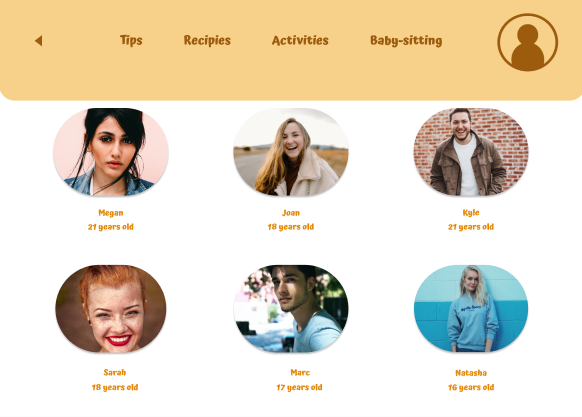 Tips Recipies Activities Baby-sitting
Megan Joan Kyle
21 years old 18 years old 21 years old
Sarah Marc Natasha
18 years old 17 years old 16 years old